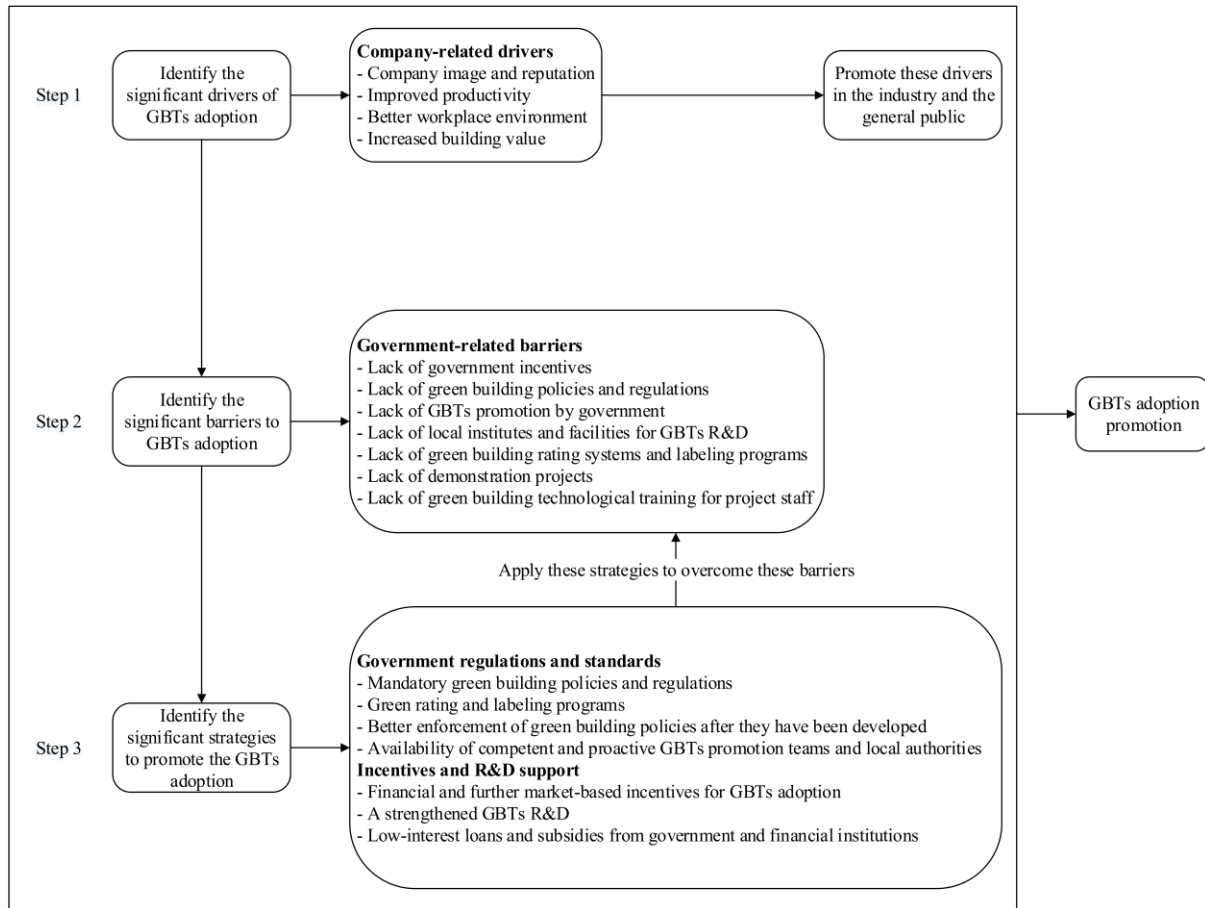 Step 1
Identify the
significant drivers of
GBTs adoption
Company-related drivers
- Company image and reputation
- Improved productivity
- Better workplace environment
- Increased building value
Promote these drivers
in the industry and the
general public
Step 2
Identify the
significant barriers to
GBTs adoption
Government-related barriers
- Lack of government incentives
- Lack of green building policies and regulations
- Lack of GBTs promotion by government
- Lack of local institutes and facilities for GBTs R&D
- Lack of green building rating systems and labeling programs
- Lack of demonstration projects
- Lack of green building technological training for project staff
GBTs adoption
promotion
Apply these strategies to overcome these barriers
Step 3
Identify the
significant strategies
to promote the GBTs
adoption
Government regulations and standards
- Mandatory green building policies and regulations
- Green rating and labeling programs
- Better enforcement of green building policies after they have been developed
- Availability of competent and proactive GBTs promotion teams and local authorities
Incentives and R&D support
- Financial and further market-based incentives for GBTs adoption
- A strengthened GBTs R&D
- Low-interest loans and subsidies from government and financial institutions